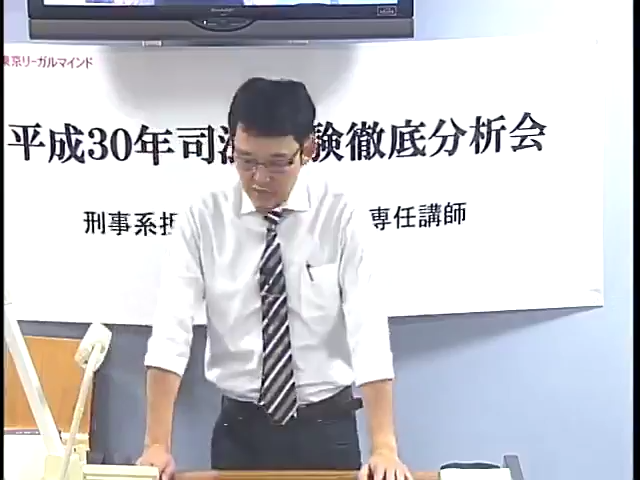 東京リーガルマインド
平成30年司法 験徹底分析会
刑事系担 専任講師